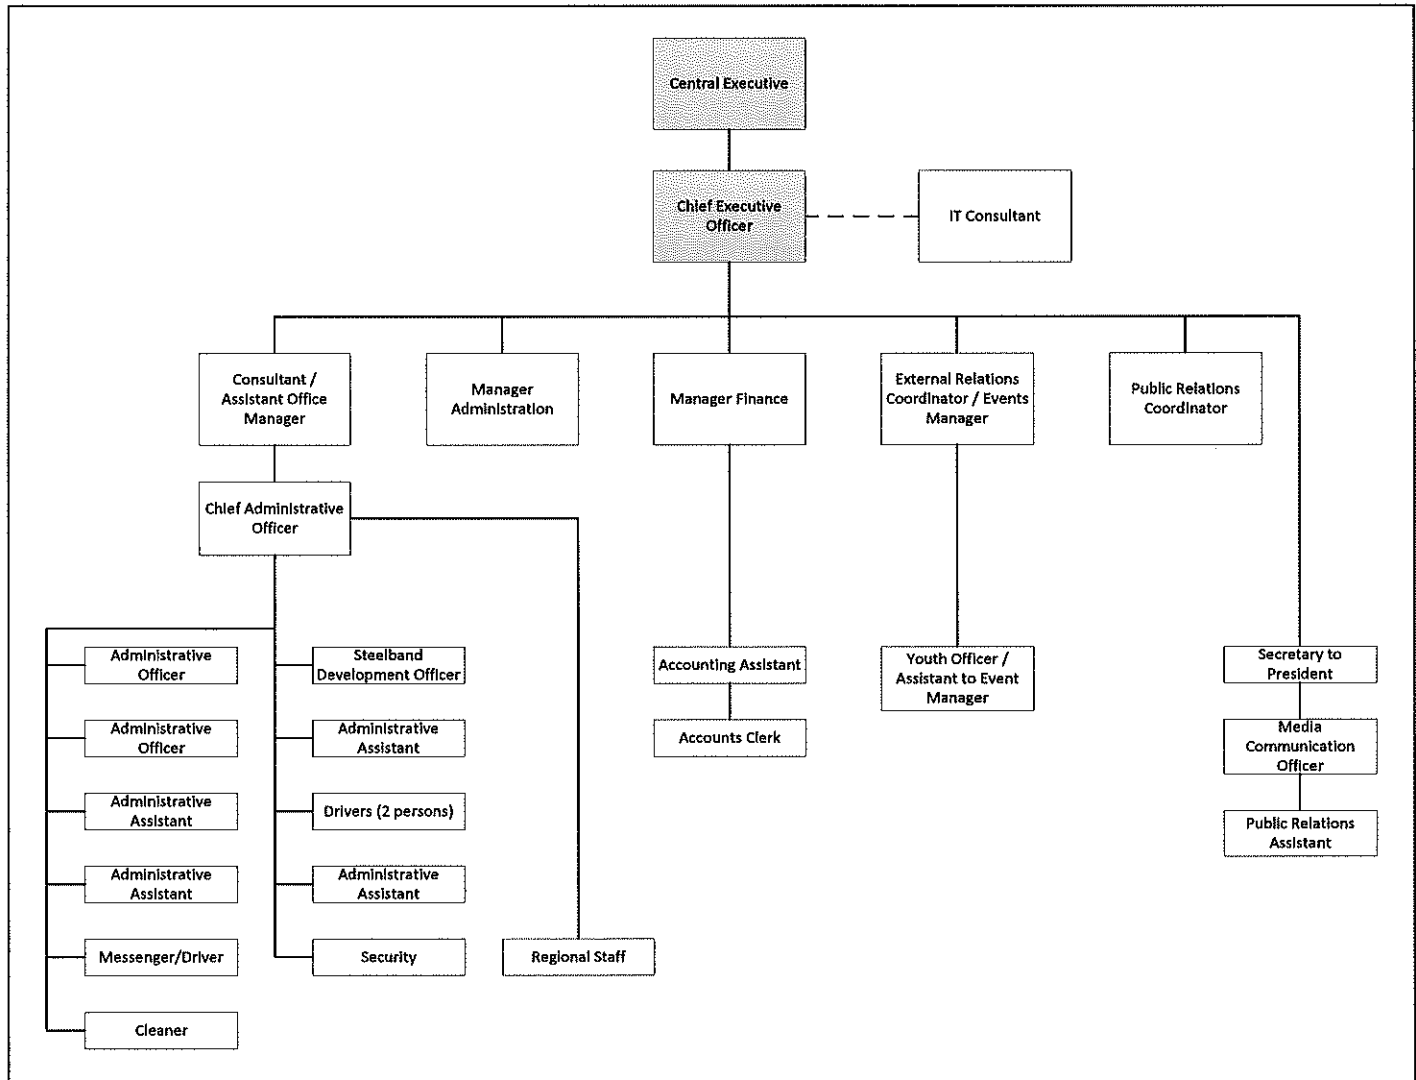 Central Executive
Chief Executive
Officer
IT Consultant
Consultant /
Assistant Office
Manager
Manager
Administration
Manager Finance
External Relations
Coordinator / Events
Manager
Public Relations
Coordinator
Chief Administrative
Officer
Administrative
Officer
Steelband
Development Officer
Accounting Assistant
Youth Officer /
Assistant to Event
Manager
Secretary to
President
Administrative
Officer
Administrative
Assistant
Accounts Clerk
Media
Communication
Officer
Administrative
Assistant
Drivers (2 persons)
Public Relations
Assistant
Administrative
Assistant
Administrative
Assistant
Messenger/Driver
Security
Regional Staff
Cleaner